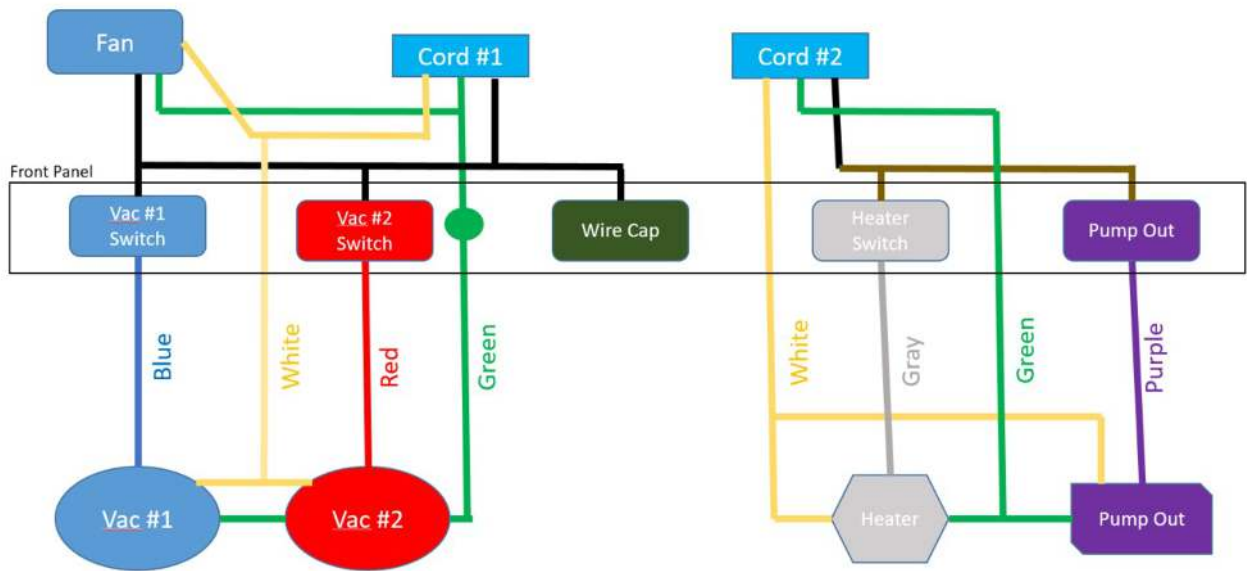 Fan
Cord #1
Cord #2
Front Panel
Vac #1
Switch
Vac #2
Switch
Wire Cap
Heater
Switch
Pump Out
Blue
White
Red
Green
White
Gray
Green
Purple
Vac #1
Vac #2
Heater
Pump Out